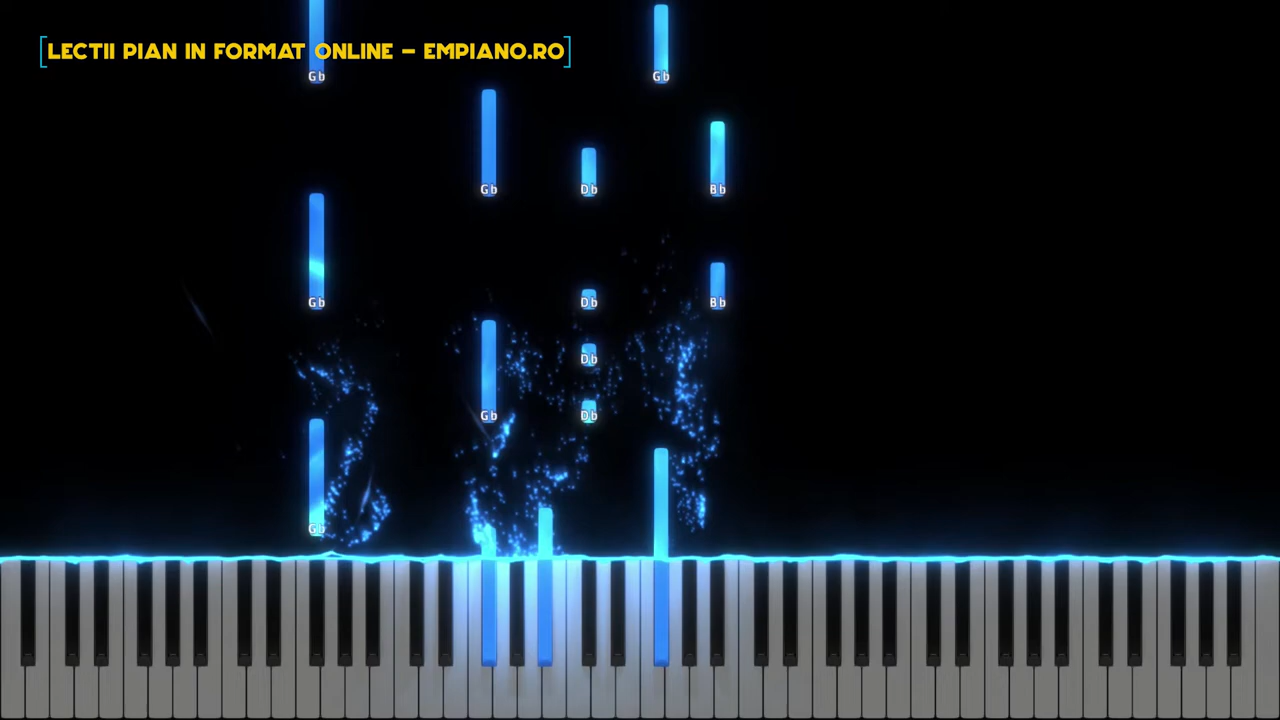 [LECTII PIAN IN FORMAT ONLINE – EMPIANO.RO]
Gb Gb
Gb Db Bb
Gb Db Bb
Db
Gb Db
Gb